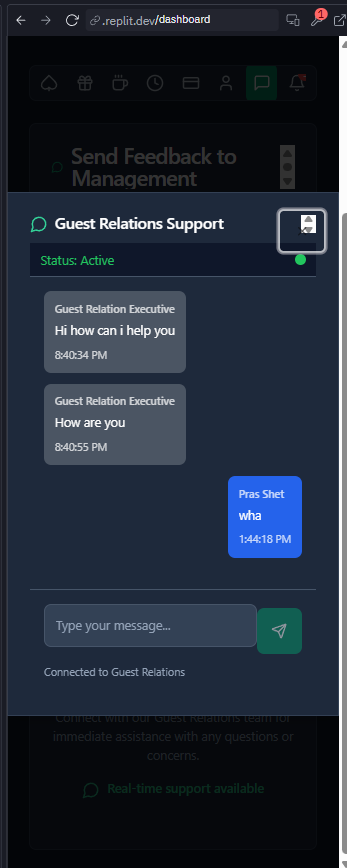 .replit.dev/dashboard
1
Send Feedback to
Management
Guest Relations Support
Status: Active
Guest Relation Executive
Hi how can i help you
8:40:34 PM
Guest Relation Executive
How are you
8:40:55 PM
Pras Shet
wha
1:44:18 PM
Type your message...
Connected to Guest Relations
Connect with our Guest Relations team for
immediate assistance with any questions or
concerns.
Real-time support available